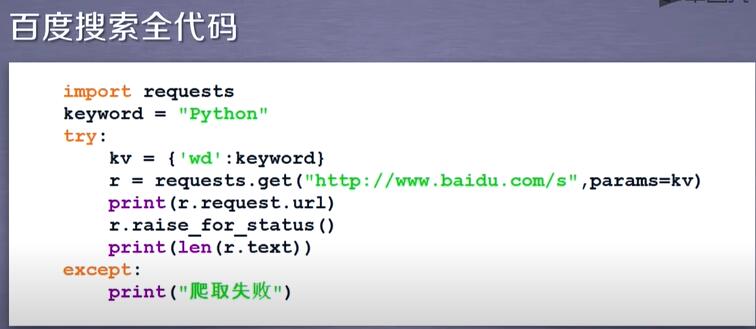 百度搜索全代码
import requests
keyword = "Python"
try:
    kv = {'wd':keyword}
    r = requests.get("http://www.baidu.com/s",params=kv)
    print(r.request.url)
    r.raise_for_status()
    print(len(r.text))
except:
    print("爬取失败")